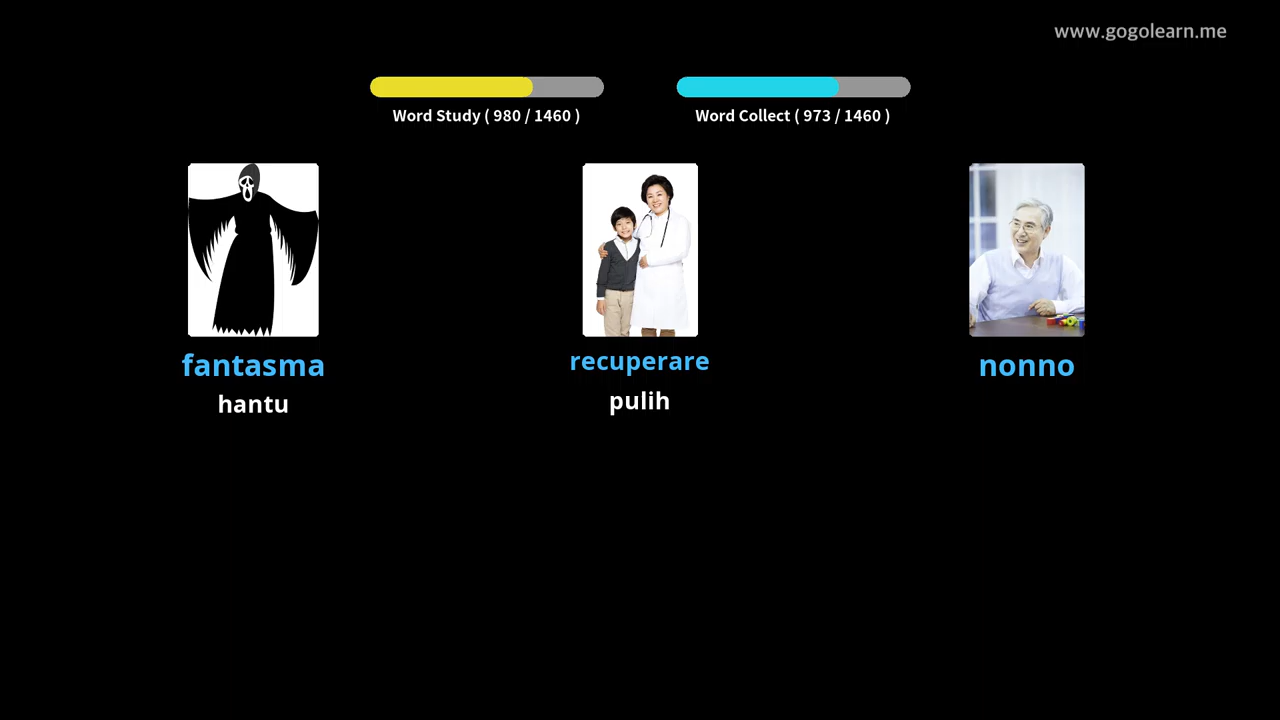 www.gogolearn.me
Word Study ( 980 / 1460 )
Word Collect ( 973 / 1460 )
fantasma
hantu
recuperare
pulih
nonno